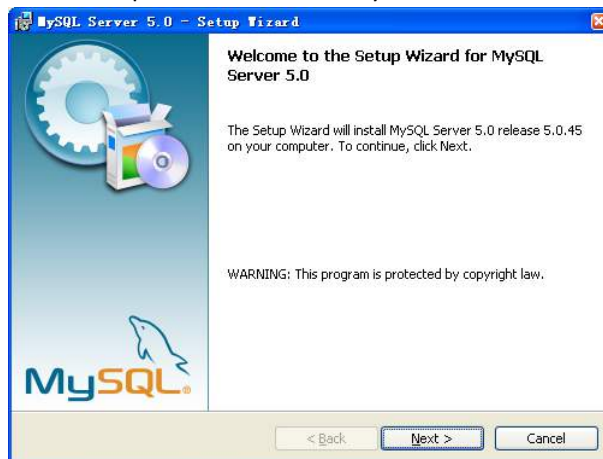 MySQL Server 5.0 - Setup Wizard
Welcome to the Setup Wizard for MySQL
Server 5.0
The Setup Wizard will install MySQL Server 5.0 release 5.0.45
on your computer. To continue, click Next.
WARNING: This program is protected by copyright law.
MySQL®
< Back
Next >
Cancel